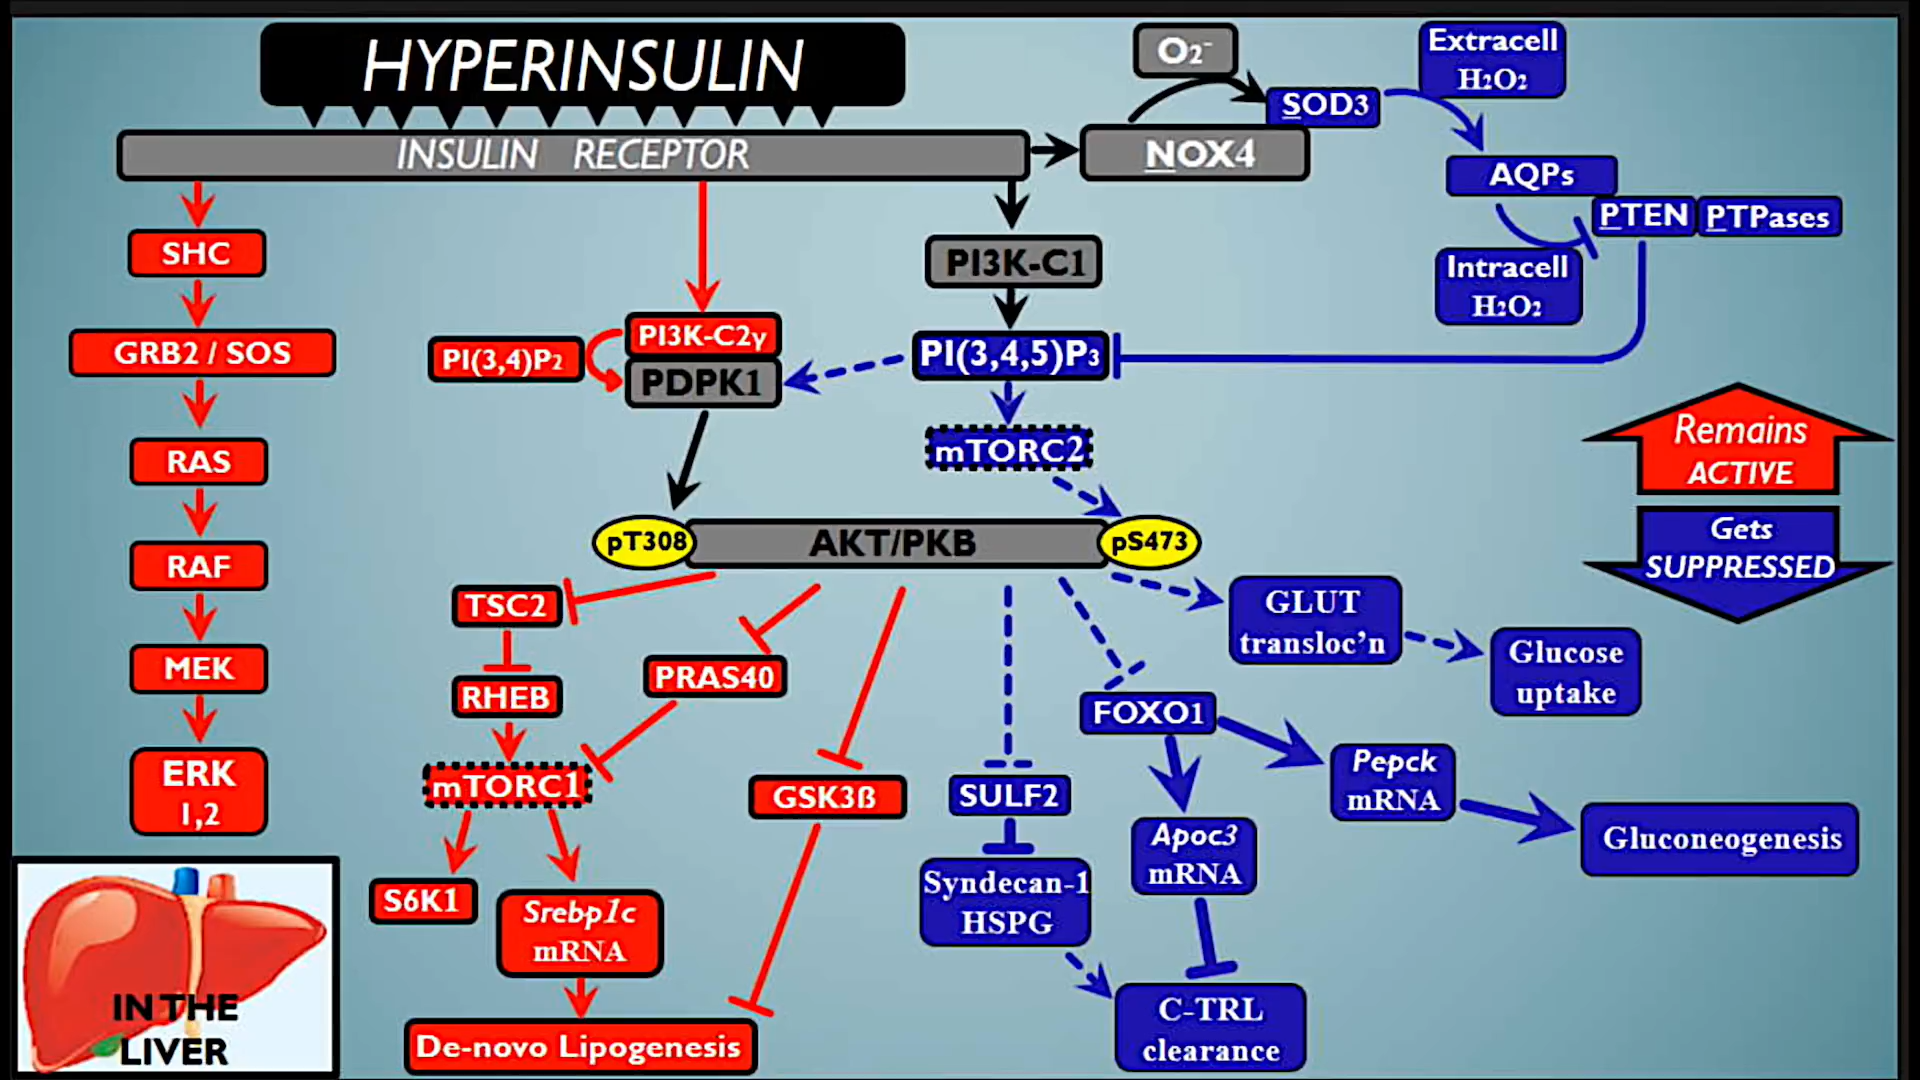 HYPERINSULIN
INSULIN RECEPTOR
O₂⁻
SOD3
NOX4
Extracell
H₂O₂
AQPs
PTEN
PTPases
Intracell
H₂O₂
SHC
GRB2 / SOS
RAS
RAF
MEK
ERK
1,2
PI3K-C2γ
PI(3,4)P₂
PDPK1
PI3K-C1
PI(3,4,5)P₃
mTORC2
Remains
ACTIVE
Gets
SUPPRESSED
pT308
AKT/PKB
pS473
TSC2
RHEB
PRAS40
mTORC1
GSK3ß
S6K1
Srebp1c
mRNA
De-novo Lipogenesis
SULF2
Syndecan-1
HSPG
FOXO1
Apoc3
mRNA
C-TRL
clearance
GLUT
transloc’n
Glucose
uptake
Pepck
mRNA
Gluconeogenesis
IN THE
LIVER